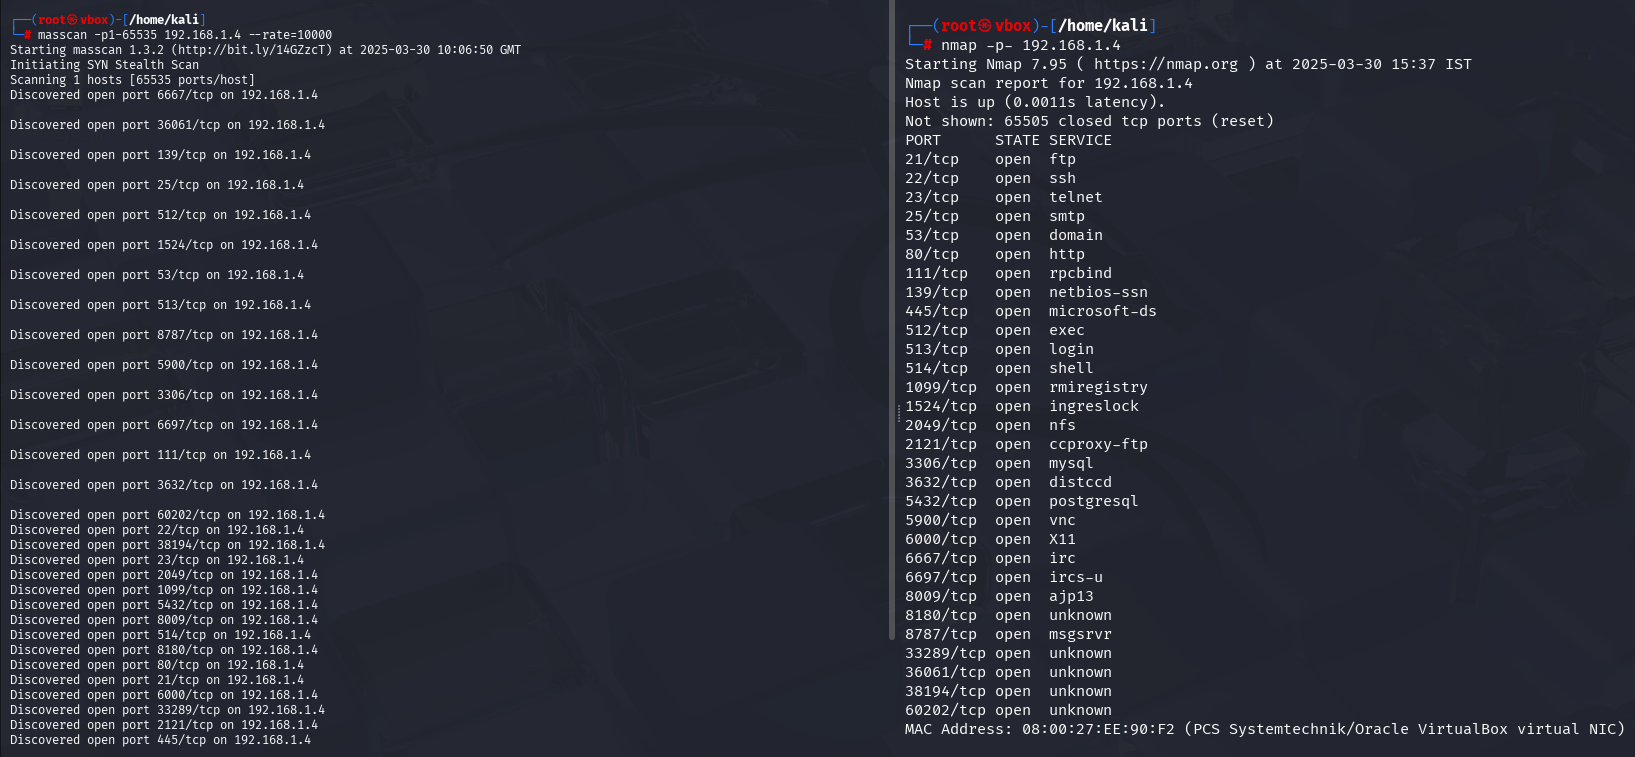 ┌──(root㉿vbox)-[/home/kali]
└─# masscan -p1-65535 192.168.1.4 --rate=10000
Starting masscan 1.3.2 (http://bit.ly/14GZzcT) at 2025-03-30 10:06:50 GMT
Initiating SYN Stealth Scan
Scanning 1 hosts [65535 ports/host]
Discovered open port 6667/tcp on 192.168.1.4
Discovered open port 36061/tcp on 192.168.1.4
Discovered open port 139/tcp on 192.168.1.4
Discovered open port 25/tcp on 192.168.1.4
Discovered open port 512/tcp on 192.168.1.4
Discovered open port 1524/tcp on 192.168.1.4
Discovered open port 53/tcp on 192.168.1.4
Discovered open port 513/tcp on 192.168.1.4
Discovered open port 8787/tcp on 192.168.1.4
Discovered open port 5900/tcp on 192.168.1.4
Discovered open port 3306/tcp on 192.168.1.4
Discovered open port 6697/tcp on 192.168.1.4
Discovered open port 111/tcp on 192.168.1.4
Discovered open port 3632/tcp on 192.168.1.4
Discovered open port 60202/tcp on 192.168.1.4
Discovered open port 22/tcp on 192.168.1.4
Discovered open port 38194/tcp on 192.168.1.4
Discovered open port 23/tcp on 192.168.1.4
Discovered open port 2049/tcp on 192.168.1.4
Discovered open port 1099/tcp on 192.168.1.4
Discovered open port 5432/tcp on 192.168.1.4
Discovered open port 8009/tcp on 192.168.1.4
Discovered open port 514/tcp on 192.168.1.4
Discovered open port 8180/tcp on 192.168.1.4
Discovered open port 80/tcp on 192.168.1.4
Discovered open port 21/tcp on 192.168.1.4
Discovered open port 6000/tcp on 192.168.1.4
Discovered open port 33289/tcp on 192.168.1.4
Discovered open port 2121/tcp on 192.168.1.4
Discovered open port 445/tcp on 192.168.1.4
┌──(root㉿vbox)-[/home/kali]
└─# nmap -p- 192.168.1.4
Starting Nmap 7.95 ( https://nmap.org ) at 2025-03-30 15:37 IST
Nmap scan report for 192.168.1.4
Host is up (0.0011s latency).
Not shown: 65505 closed tcp ports (reset)
PORT      STATE SERVICE
21/tcp    open  ftp
22/tcp    open  ssh
23/tcp    open  telnet
25/tcp    open  smtp
53/tcp    open  domain
80/tcp    open  http
111/tcp   open  rpcbind
139/tcp   open  netbios-ssn
445/tcp   open  microsoft-ds
512/tcp   open  exec
513/tcp   open  login
514/tcp   open  shell
1099/tcp  open  rmiregistry
1524/tcp  open  ingreslock
2049/tcp  open  nfs
2121/tcp  open  ccproxy-ftp
3306/tcp  open  mysql
3632/tcp  open  distccd
5432/tcp  open  postgresql
5900/tcp  open  vnc
6000/tcp  open  X11
6667/tcp  open  irc
6697/tcp  open  ircs-u
8009/tcp  open  ajp13
8180/tcp  open  unknown
8787/tcp  open  msgsrvr
33289/tcp open  unknown
36061/tcp open  unknown
38194/tcp open  unknown
60202/tcp open  unknown
MAC Address: 08:00:27:EE:90:F2 (PCS Systemtechnik/Oracle VirtualBox virtual NIC)